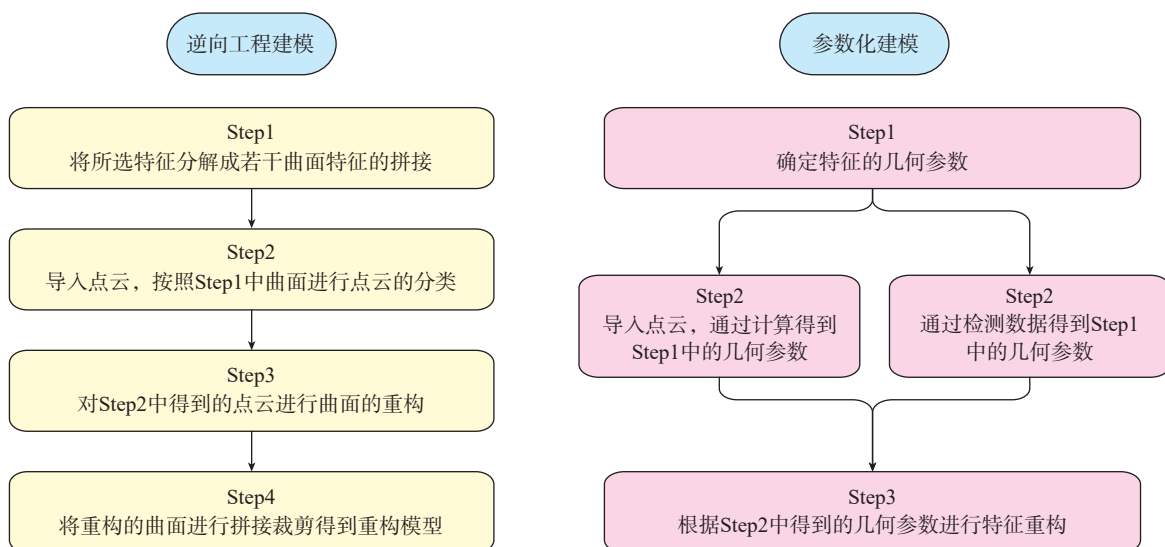 逆向工程建模
Step1
将所选特征分解成若干曲面特征的拼接
Step2
导入点云，按照Step1中曲面进行点云的分类
Step3
对Step2中得到的点云进行曲面的重构
Step4
将重构的曲面进行拼接裁剪得到重构模型
参数化建模
Step1
确定特征的几何参数
Step2
导入点云，通过计算得到
Step1中的几何参数
Step2
通过检测数据得到Step1
中的几何参数
Step3
根据Step2中得到的几何参数进行特征重构